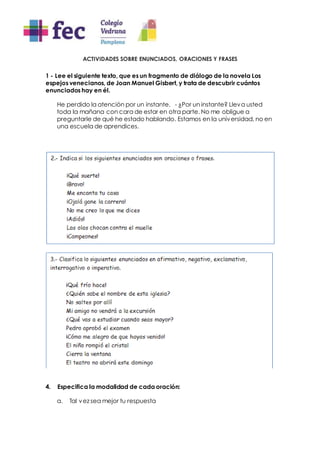 fec
Colegio
Vedruna
Pamplona
ACTIVIDADES SOBRE ENUNCIADOS, ORACIONES Y FRASES
1 - Lee el siguiente texto, que es un fragmento de diálogo de la novela Los
espejos venecianos, de Joan Manuel Gisbert, y trata de descubrir cuántos
enunciados hay en él.
He perdido la atención por un instante. - ¿Por un instante? Lleva usted
toda la mañana con cara de estar en otra parte. No me obligue a
preguntarle de qué he estado hablando. Estamos en la universidad, no en
una escuela de aprendices.
2.- Indica si los siguientes enunciados son oraciones o frases.
¡Qué suerte!
¡Bravo!
Me encanta tu casa
¡Ojalá gane la carrera!
No me creo lo que me dices
¡Adiós!
Las olas chocan contra el muelle
¡Campeones!
3.- Clasifica lo siguientes enunciados en afirmativo, negativo, exclamativo,
interrogativo o imperativo.
¡Qué frío hace!
¿Quién sabe el nombre de esta iglesia?
No saltes por allí
Mi amigo no vendrá a la excursión
¿Qué vas a estudiar cuando seas mayor?
Pedro aprobó el examen
¡Cómo me alegro de que hayas venido!
El niño rompió el cristal
Cierra la ventana
El teatro no abrirá este domingo
4. Especifica la modalidad de cada oración:
a. Tal vez sea mejor tu respuesta